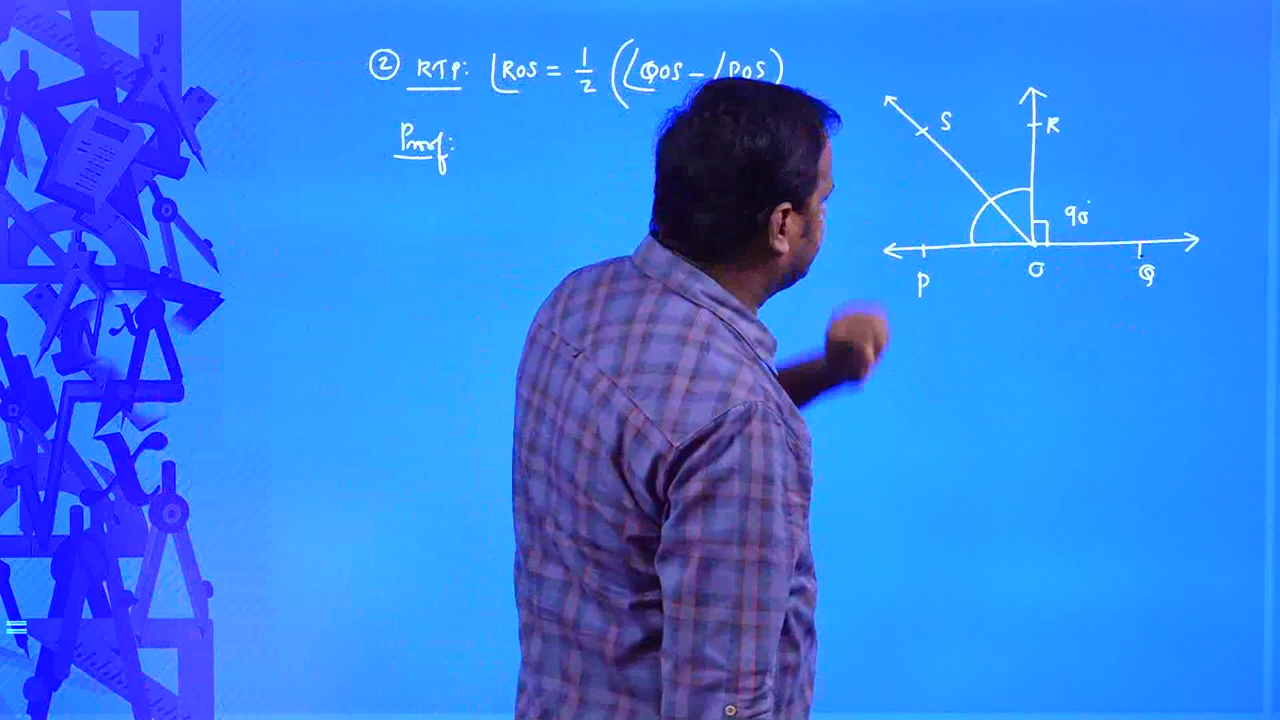 ② RTP: ∠ROS = 1/2 (∠QOS - ∠POS)
Proof:
S
R
90°
P
O
Q
x
x